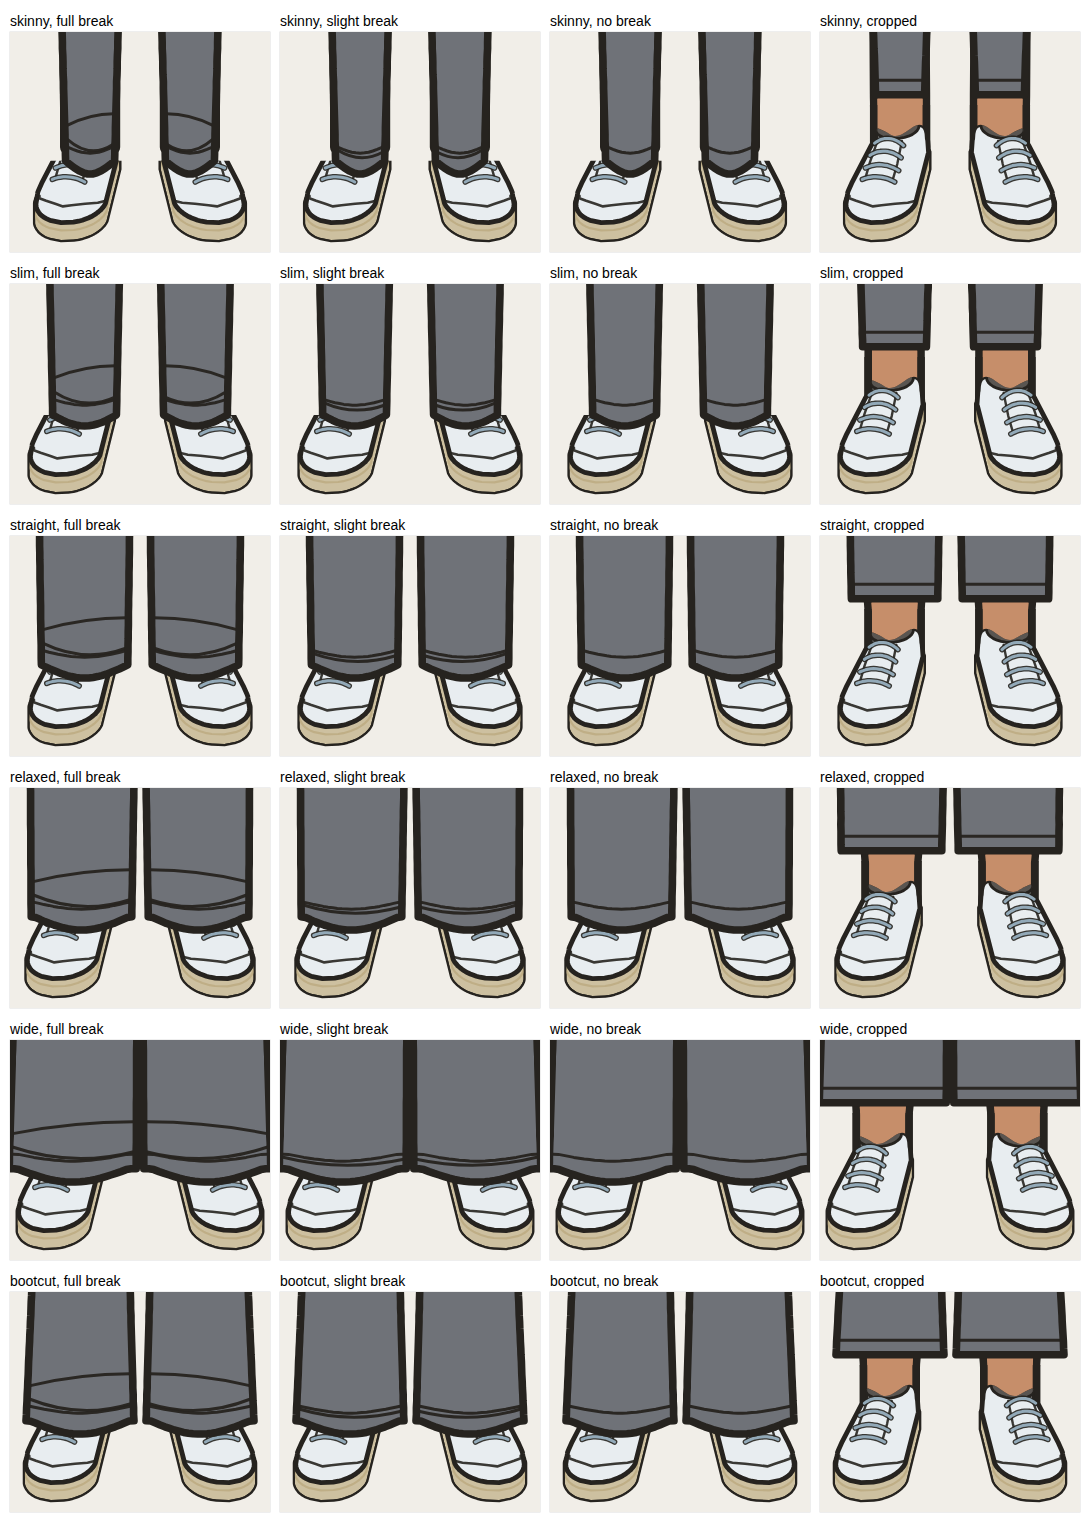 skinny, full break
skinny, slight break
skinny, no break
skinny, cropped
slim, full break
slim, slight break
slim, no break
slim, cropped
straight, full break
straight, slight break
straight, no break
straight, cropped
relaxed, full break
relaxed, slight break
relaxed, no break
relaxed, cropped
wide, full break
wide, slight break
wide, no break
wide, cropped
bootcut, full break
bootcut, slight break
bootcut, no break
bootcut, cropped